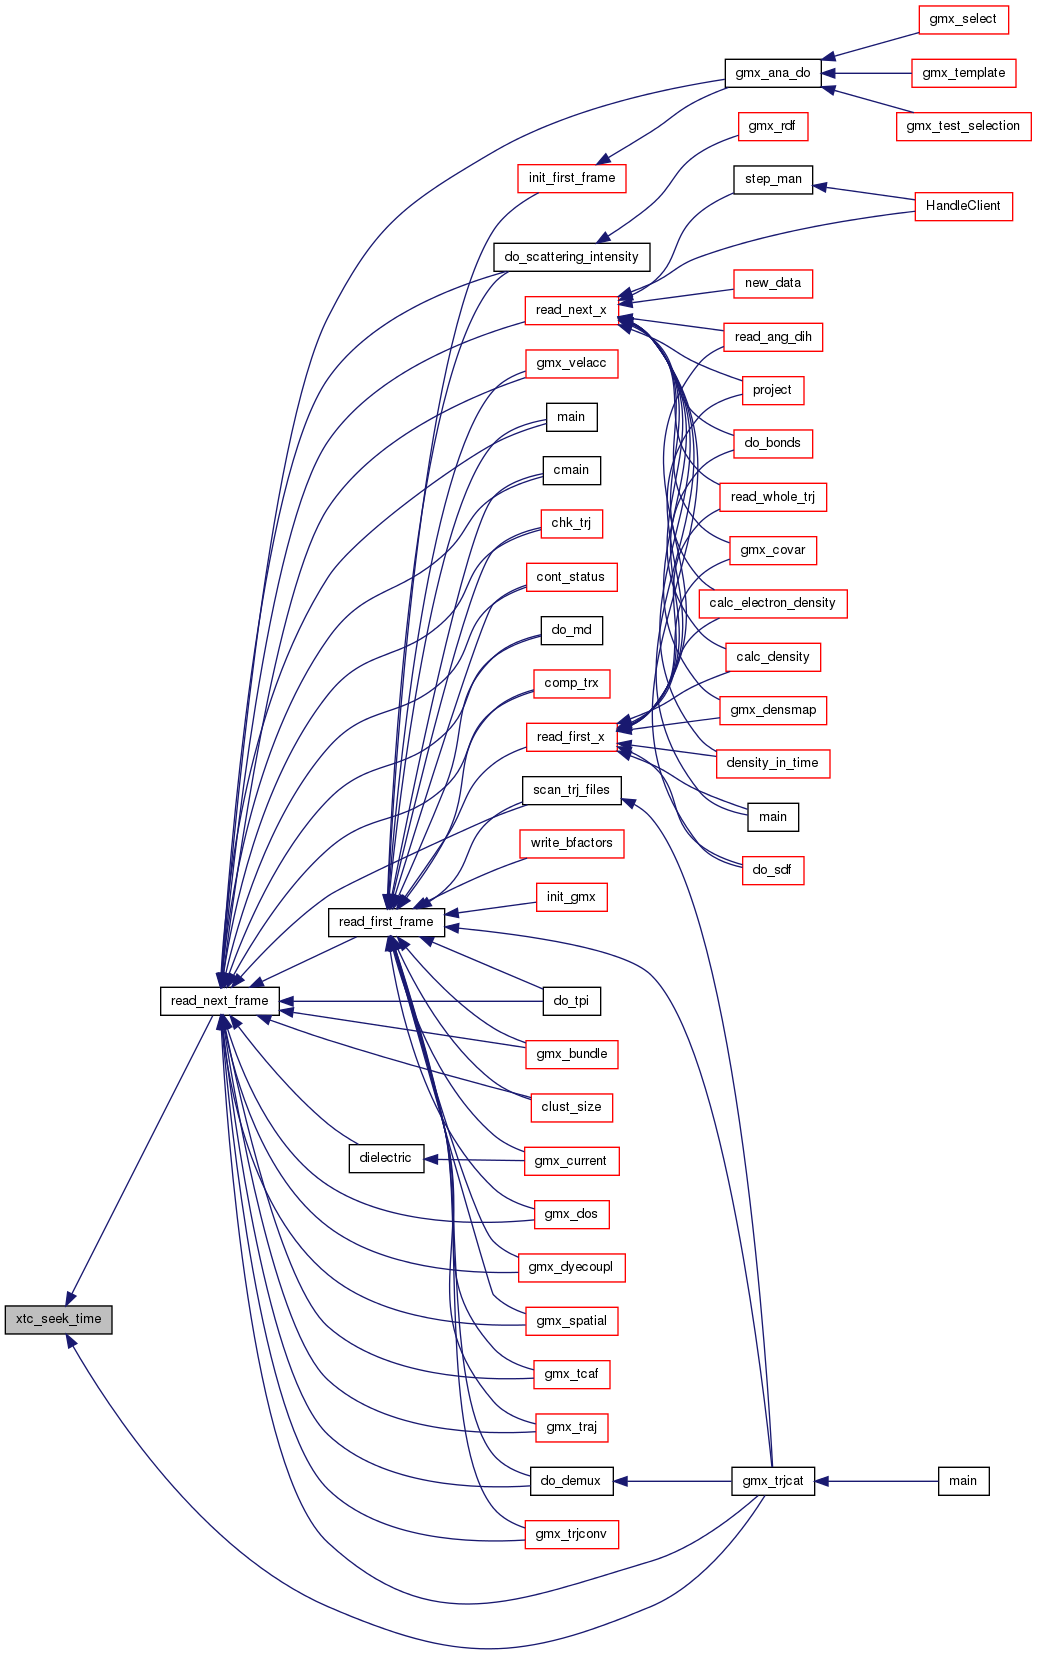 gmx_select
gmx_ana_do
gmx_template
gmx_test_selection
gmx_rdf
init_first_frame
step_man
HandleClient
do_scattering_intensity
new_data
read_next_x
read_ang_dih
gmx_velacc
project
main
do_bonds
cmain
read_whole_trj
chk_trj
gmx_covar
cont_status
calc_electron_density
do_md
calc_density
comp_trx
gmx_densmap
read_first_x
density_in_time
scan_trj_files
main
write_bfactors
do_sdf
init_gmx
read_first_frame
read_next_frame
do_tpi
gmx_bundle
clust_size
dielectric
gmx_current
gmx_dos
gmx_dyecoupl
xtc_seek_time
gmx_spatial
gmx_tcaf
gmx_traj
do_demux
gmx_trjcat
main
gmx_trjconv